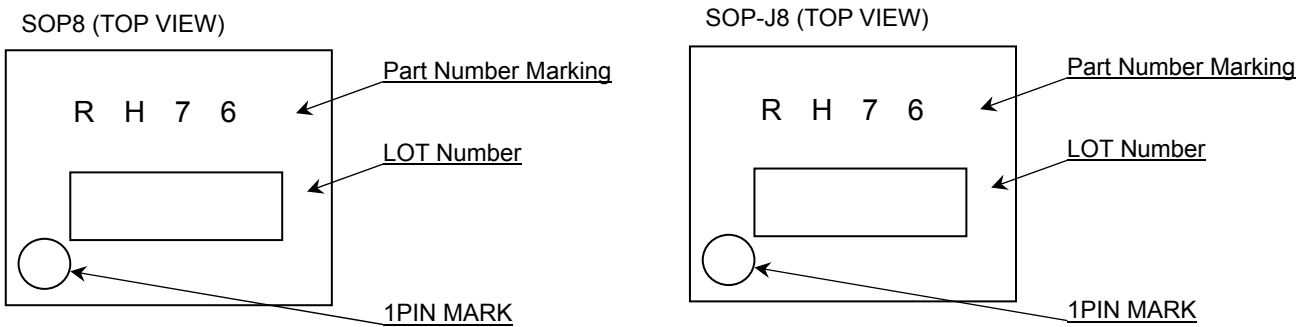 SOP8 (TOP VIEW)
Part Number Marking
R H 7 6
LOT Number
1PIN MARK
SOP-J8 (TOP VIEW)
Part Number Marking
R H 7 6
LOT Number
1PIN MARK